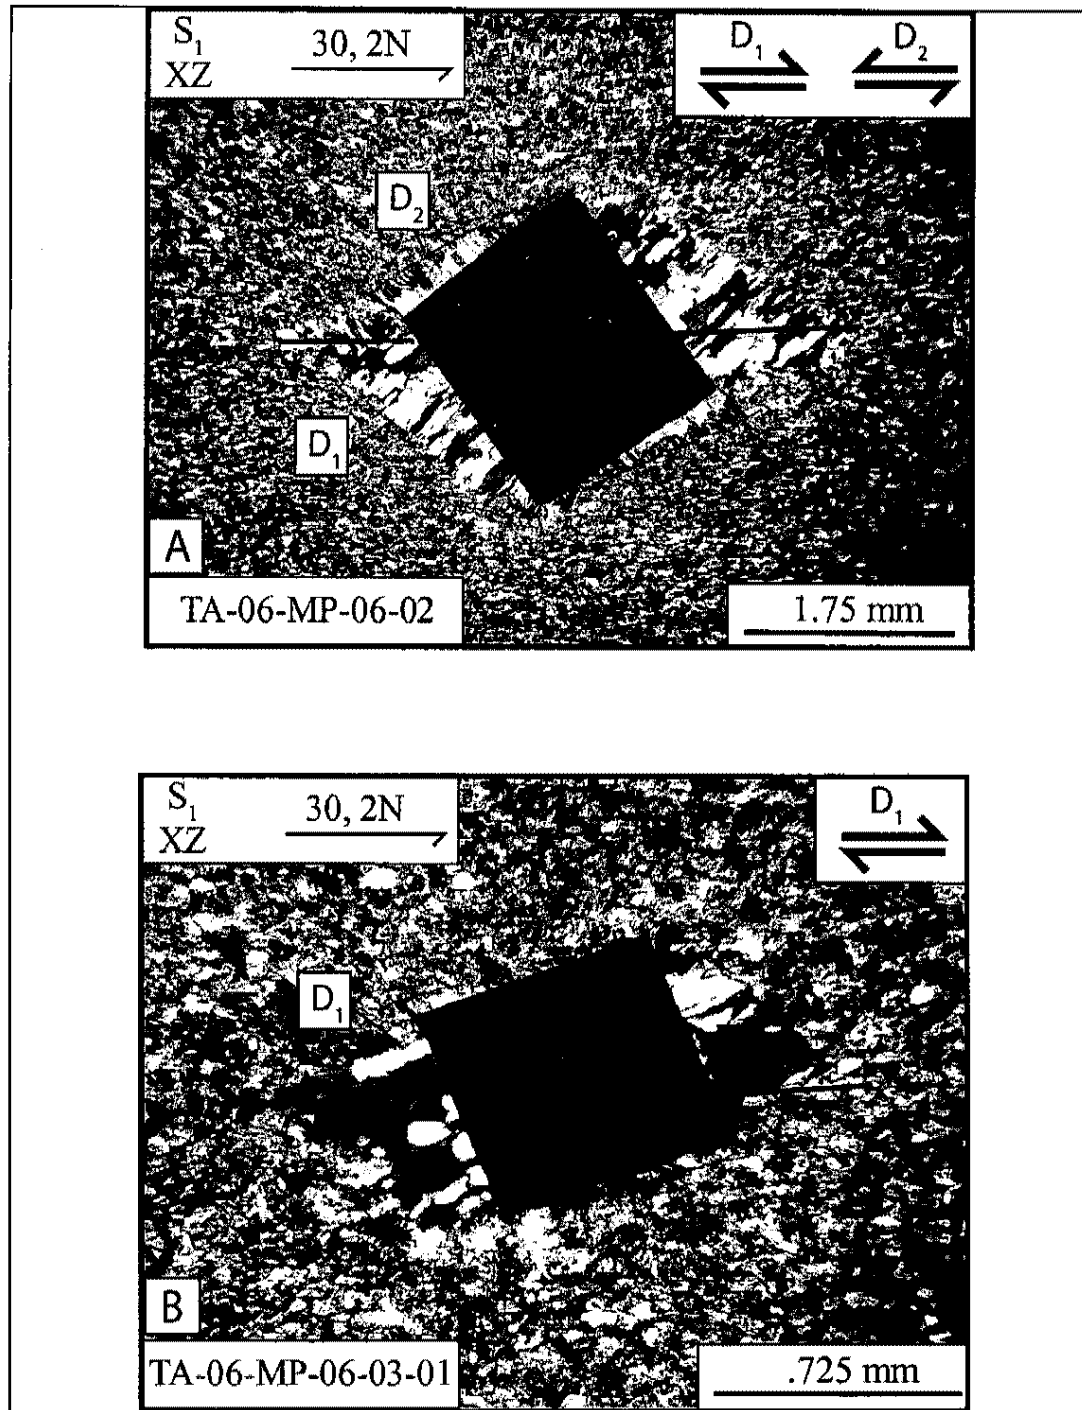 S₁
XZ
30, 2N
D₁ D₂
D₂
D₁
A
TA-06-MP-06-02
1.75 mm
S₁
XZ
30, 2N
D₁
D₁
B
TA-06-MP-06-03-01
.725 mm